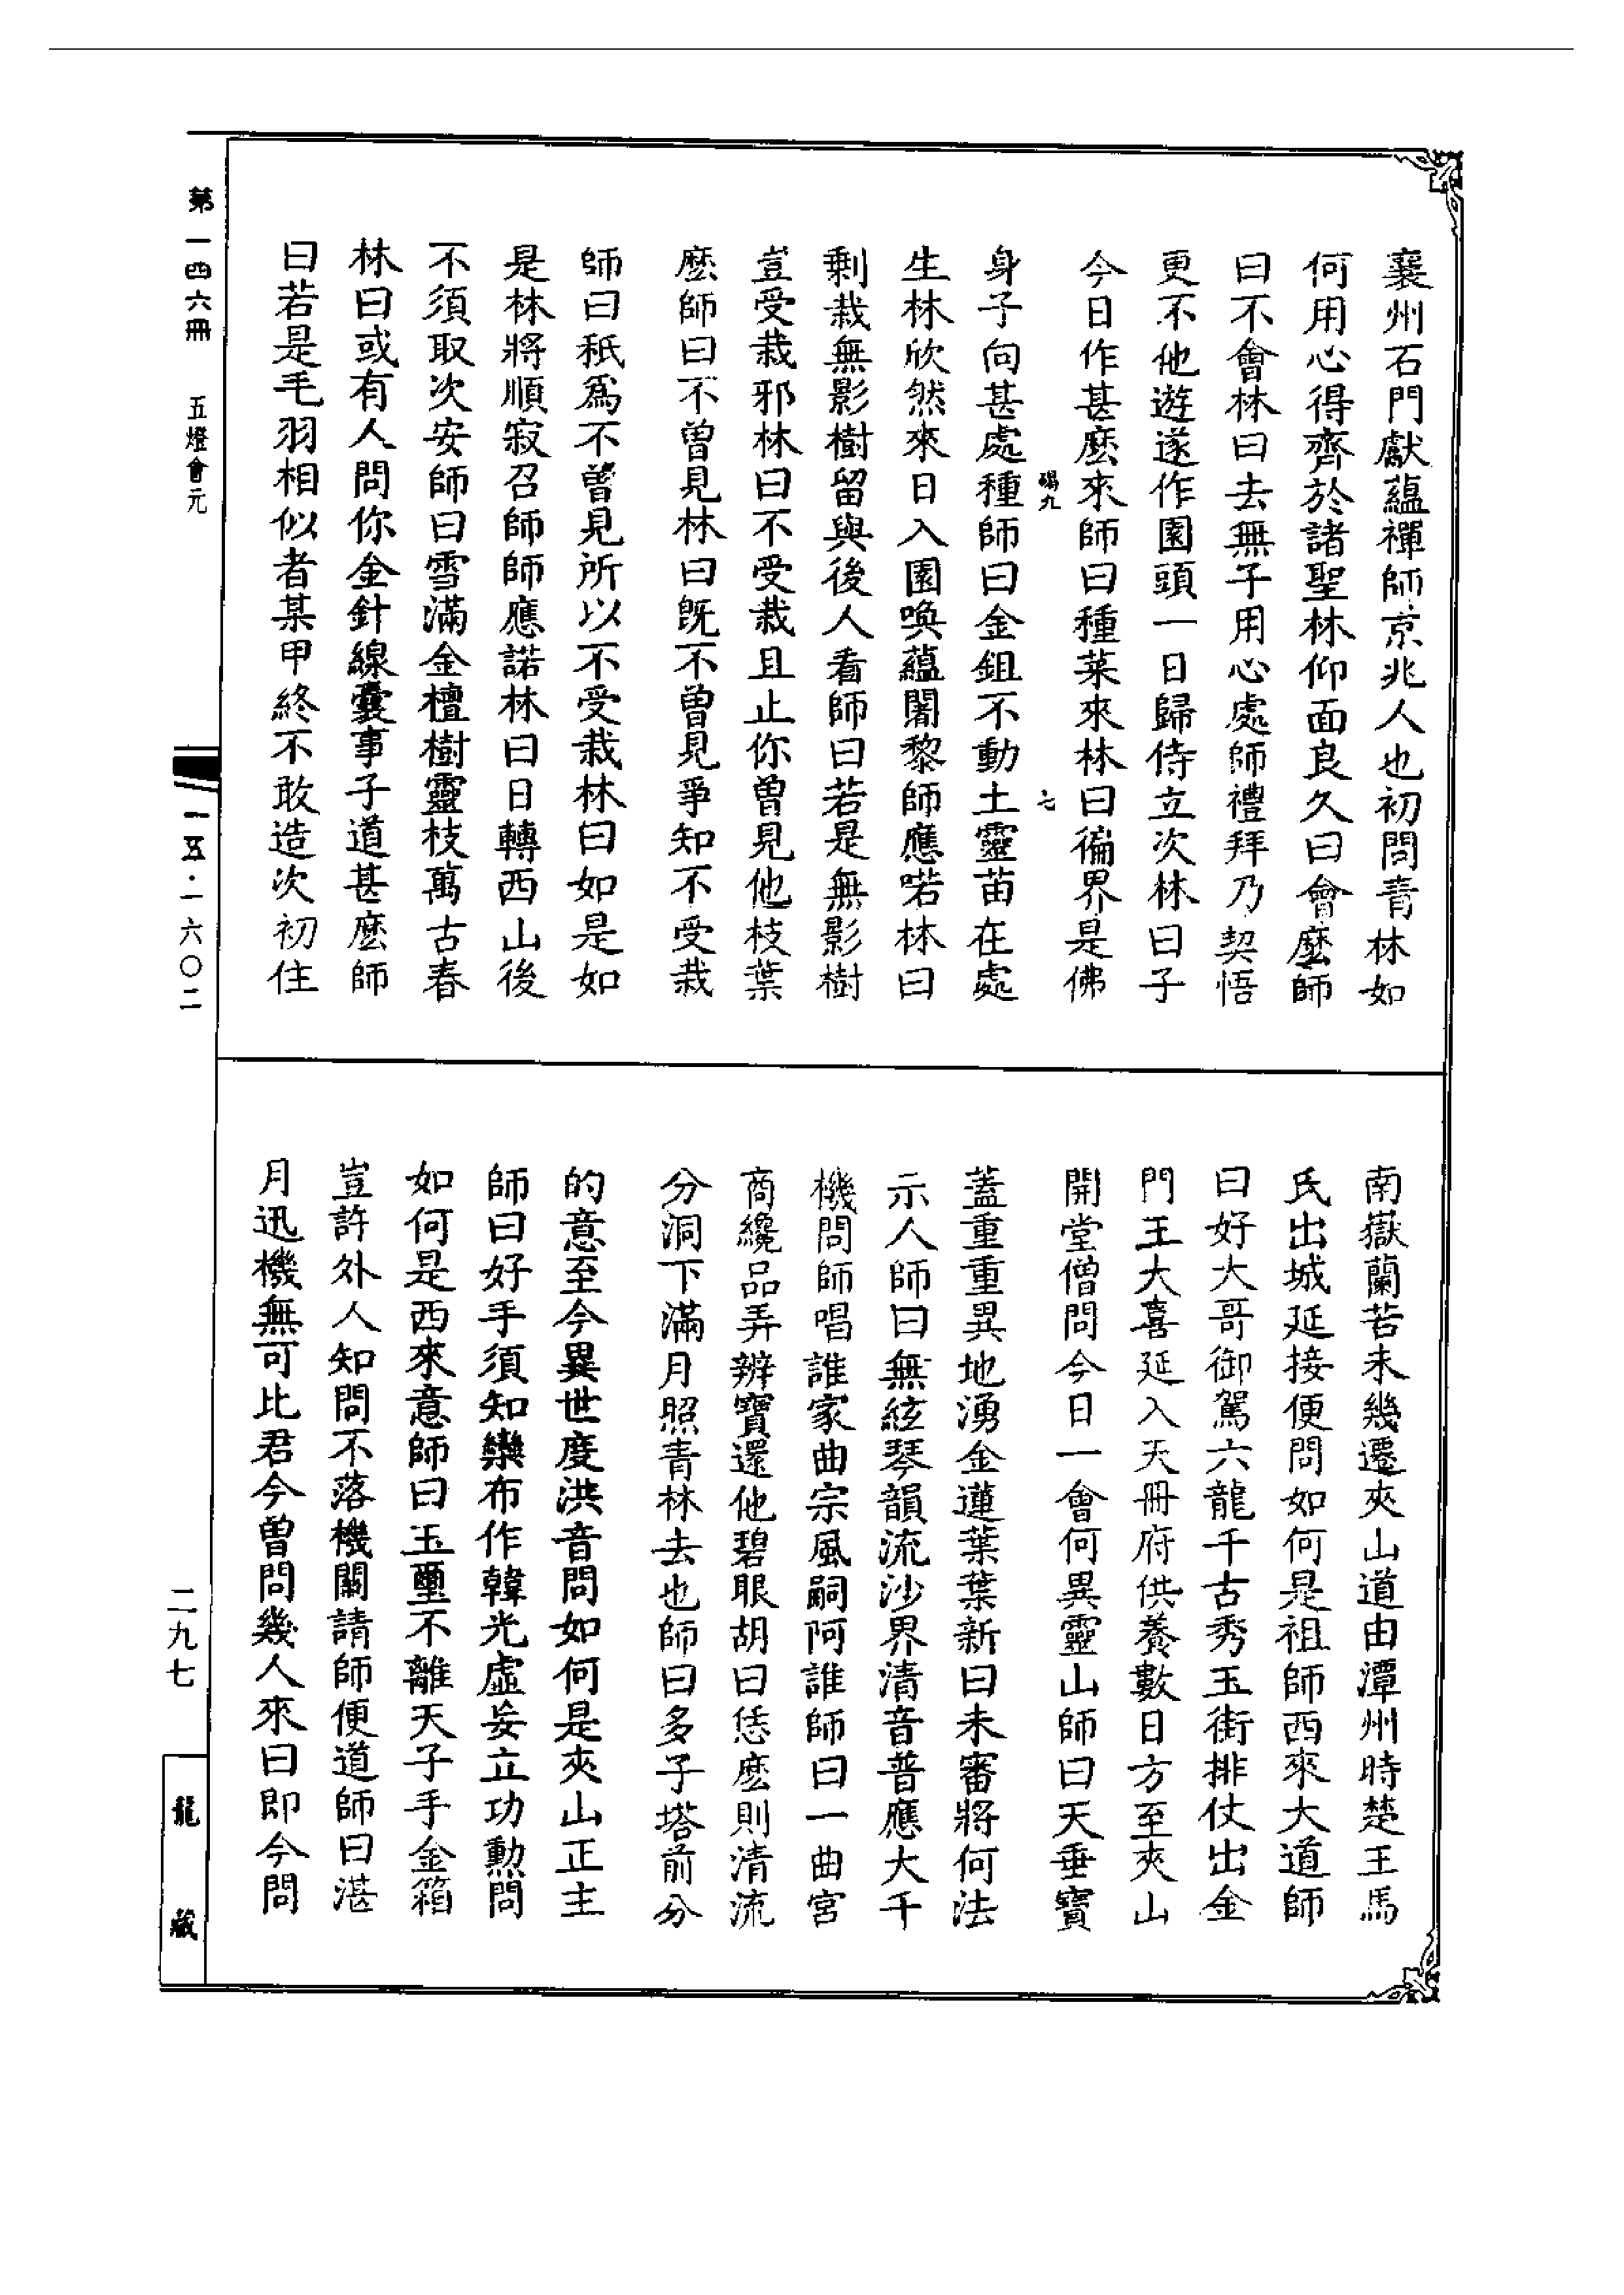 襄州石門獻蘊禪師京兆人也初問青林如
何用心得齊於諸聖林仰面良久曰會麼師
曰不會林曰去無子用心處師禮拜乃契悟
更不他遊遂作園頭一日歸侍立次林曰子
今日作甚麼來師曰種菜來林曰徧界是佛
身子向甚處種師曰金鉏不動土靈苗在處
生林欣然來日入園喚蘊闍黎師應喏林曰
剩栽無影樹留與後人看師曰若是無影樹
豈受栽邪林曰不受栽且止你曾見他枝葉
麼師曰不曾見林曰既不曾見爭知不受栽
師曰秖為不曾見所以不受栽林曰如是如
是林將順寂召師師應諾林曰日轉西山後
不須取次安師曰雪滿金檀樹靈枝萬古春
林曰或有人問你金針線囊事子道甚麼師
曰若是毛羽相似者某甲終不敢造次初住
南嶽蘭若未幾遷夾山道由潭州時楚王馬
氏出城延接便問如何是祖師西來大道師
曰好大哥御駕六龍千古秀玉街排仗出金
門王大喜延入天冊府供養數日方至夾山
開堂僧問今日一會何異靈山師曰天垂寶
蓋重重異地湧金蓮葉葉新曰未審將何法
示人師曰無絃琴韻流沙界清音普應大千
機問師唱誰家曲宗風嗣阿誰師曰一曲宮
商纔品弄辨寶還他碧眼胡曰恁麼則清流
分洞下滿月照青林去也師曰多子塔前分
的意至今異世度洪音問如何是夾山正主
師曰好手須知欒布作韓光虛妄立功勳問
如何是西來意師曰玉璽不離天子手金箱
豈許外人知問不落機關請師便道師曰湛
月迅機無可比君今曾問幾人來曰即今問
第一四六冊
五燈會元
一五·一六〇二
二九七
龍藏
七